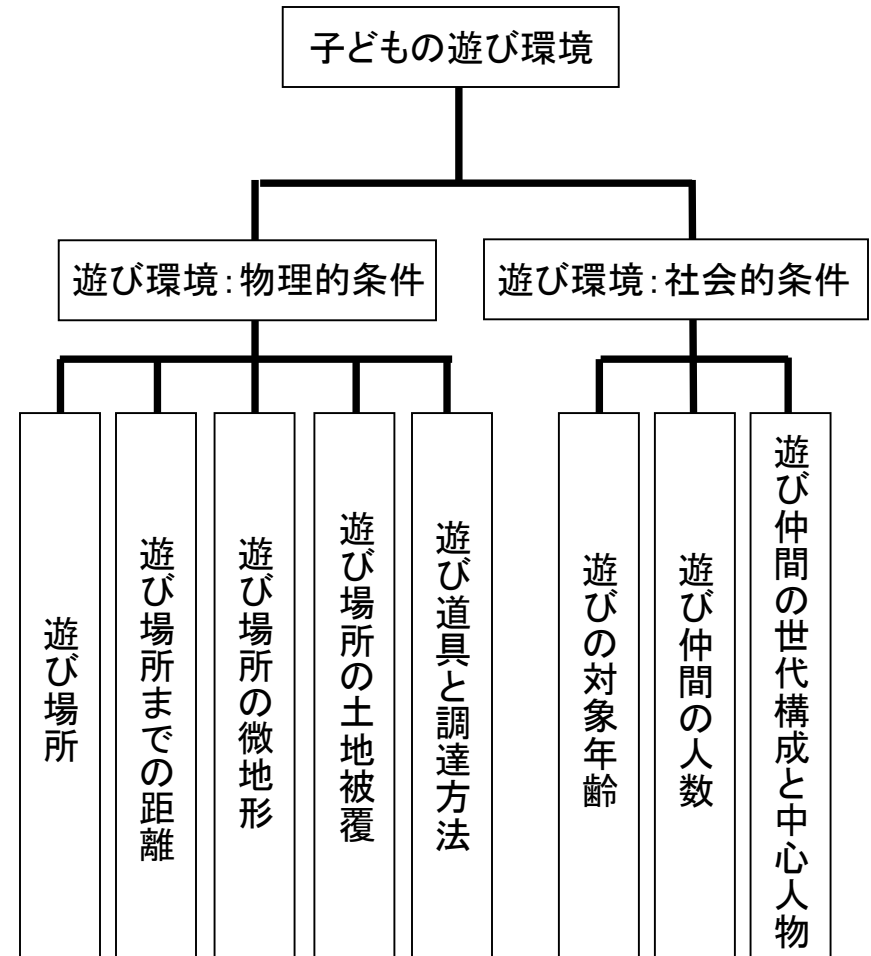 子どもの遊び環境
遊び環境:物理的条件
遊び環境:社会的条件
遊び場所
遊び場所までの距離
遊び場所の微地形
遊び場所の土地被覆
遊び道具と調達方法
遊びの対象年齢
遊び仲間の人数
遊び仲間の世代構成と中心人物